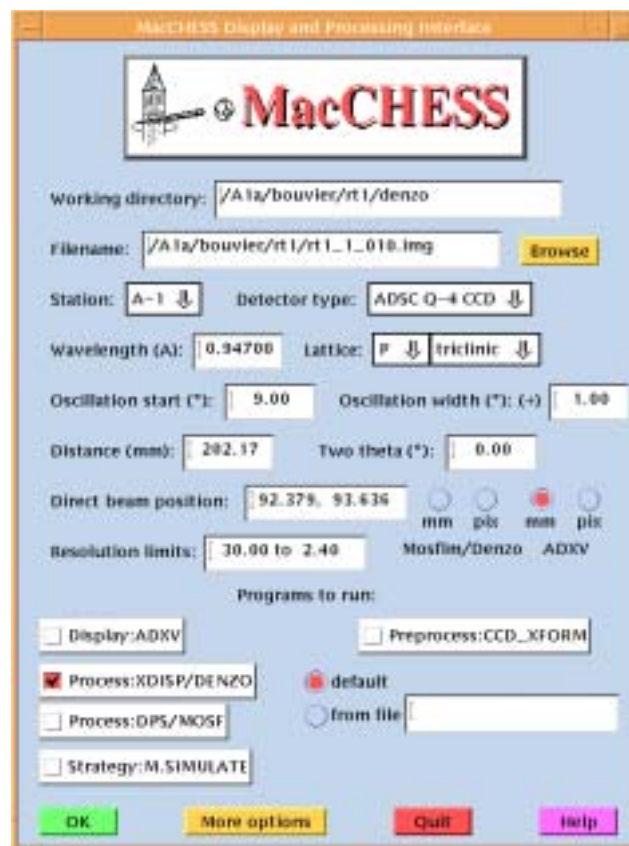 MacCHESS Display and Processing Interface
MacCHESS
Working directory: /A1a/bouvier/rt1/denzo
Filename: /A1a/bouvier/rt1/rt1_1_010.img Browse
Station: A-1 Detector type: ADSC Q-4 CCD
Wavelength (A): 0.94700 Lattice: P triclinic
Oscillation start (°): 9.00 Oscillation width (°): (+) 1.00
Distance (mm): 202.17 Two theta (°): 0.00
Direct beam position: 92.379, 93.636 mm pix mm pix
Resolution limits: 30.00 to 2.40 Mosflm/Denzo ADXV
Programs to run:
Display:ADXV Preprocess:CCD_XFORM
Process:XDISP/DENZO default
Process:DPS/MOSF from file
Strategy:M.SIMULATE
OK More options Quit Help